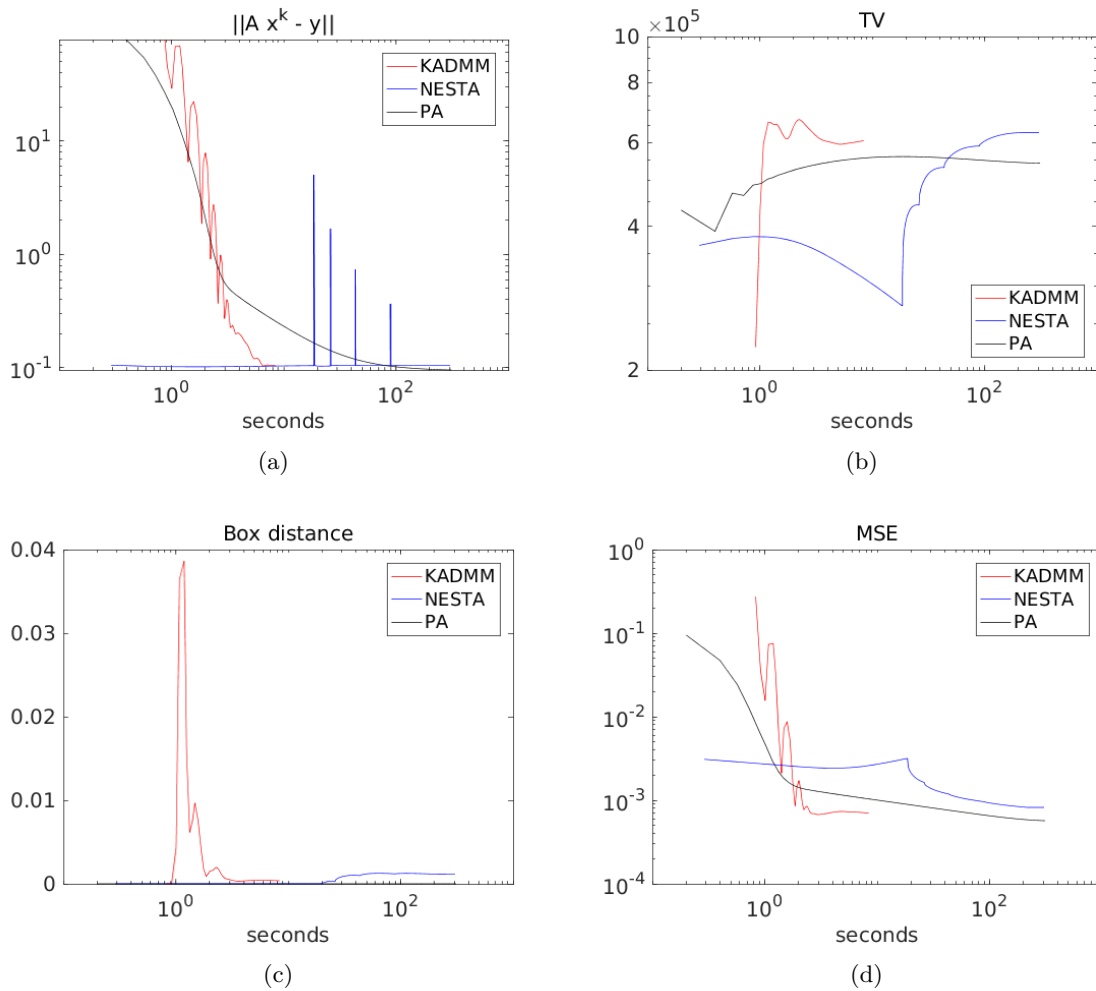 ||A x^k - y||
KADMM
NESTA
PA
10^1
10^0
10^-1
10^0
10^2
seconds
(a)
TV
×10^5
10
6
4
2
KADMM
NESTA
PA
10^0
10^2
seconds
(b)
Box distance
0.04
0.03
0.02
0.01
0
KADMM
NESTA
PA
10^0
10^2
seconds
(c)
MSE
10^0
10^-1
10^-2
10^-3
10^-4
KADMM
NESTA
PA
10^0
10^2
seconds
(d)